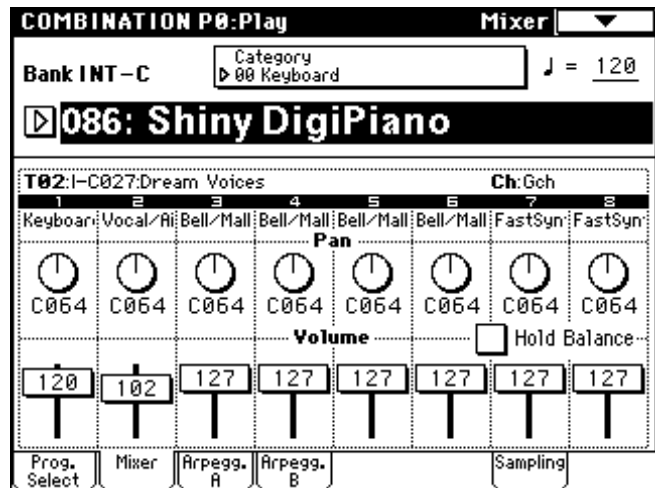 COMBINATION P0:Play Mixer
Bank INT-C Category ♩ = 120
00 Keyboard
086: Shiny DigiPiano
T02:I-C027:Dream Voices Ch:Gch
1 2 3 4 5 6 7 8
Keyboar Vocal/Ai Bell/Mall Bell/Mall Bell/Mall Bell/Mall FastSyn FastSyn
Pan
C064 C064 C064 C064 C064 C064 C064 C064
Volume Hold Balance
120 102 127 127 127 127 127 127
Prog. Select Mixer Arpegg. A Arpegg. B Sampling